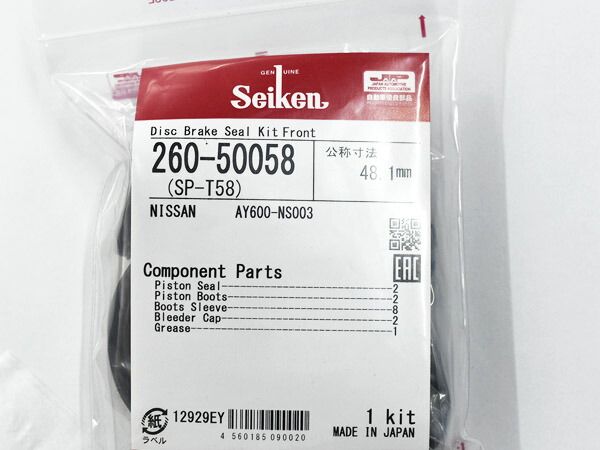 GENUINE
Seiken
JAPAN AUTOMOTIVE
PRODUCTS ASSOCIATION
自動車優良部品
Disc Brake Seal Kit Front
260-50058
(SP-T58)
公称寸法
48.1mm
NISSAN AY600-NS003
EAC
Component Parts
Piston Seal 2
Piston Boots 2
Boots Sleeve 8
Bleeder Cap 2
Grease 1
紙
ラベル
12929EY
4 560185 090020
1 kit
MADE IN JAPAN